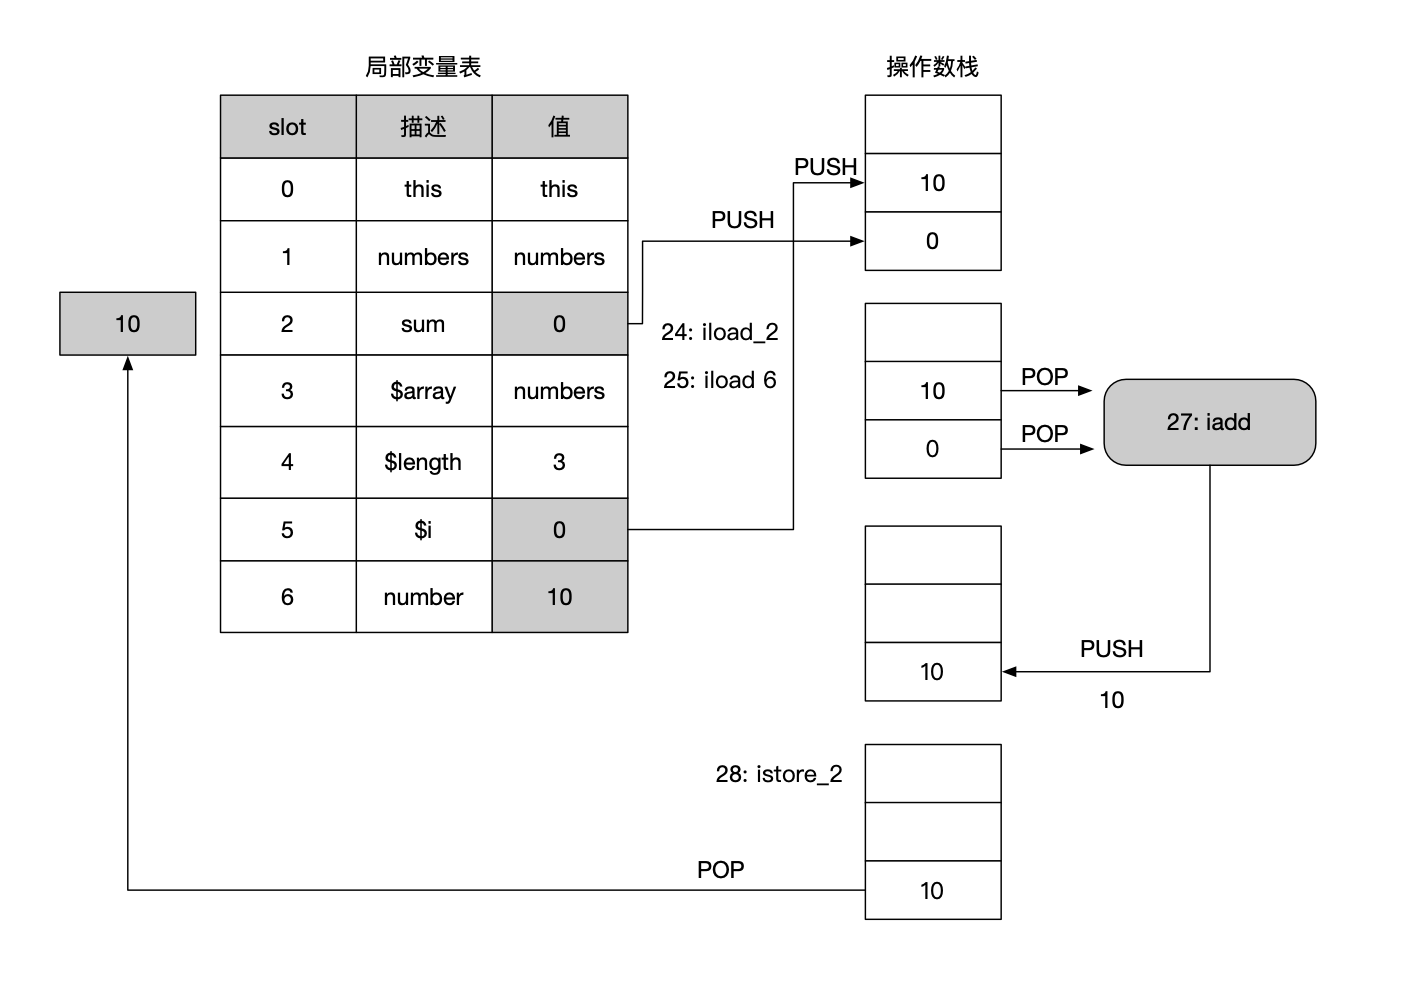 局部变量表
slot 描述 值
0 this this
1 numbers numbers
2 sum 0
3 $array numbers
4 $length 3
5 $i 0
6 number 10
10
PUSH
PUSH
24: iload_2
25: iload 6
操作数栈
10
0
10
0
POP
POP
27: iadd
10
PUSH
10
28: istore_2
10
POP